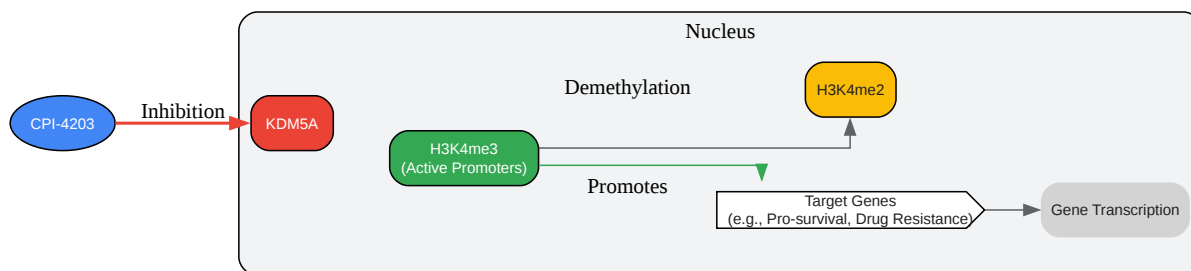 Nucleus
Demethylation
H3K4me2
Inhibition
CPI-4203
KDM5A
H3K4me3
(Active Promoters)
Promotes
Target Genes
(e.g., Pro-survival, Drug Resistance)
Gene Transcription